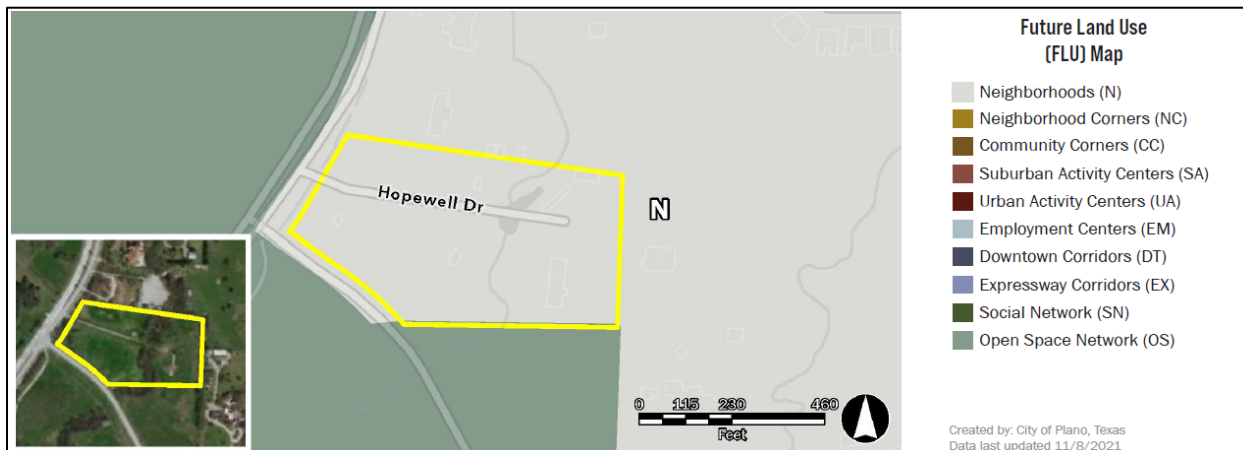 Future Land Use
(FLU) Map
Neighborhoods (N)
Neighborhood Corners (NC)
Community Corners (CC)
Suburban Activity Centers (SA)
Urban Activity Centers (UA)
Employment Centers (EM)
Downtown Corridors (DT)
Expressway Corridors (EX)
Social Network (SN)
Open Space Network (OS)
Hopewell Dr
N
0 115 230 460
Feet
Created by: City of Plano, Texas
Data last updated 11/8/2021